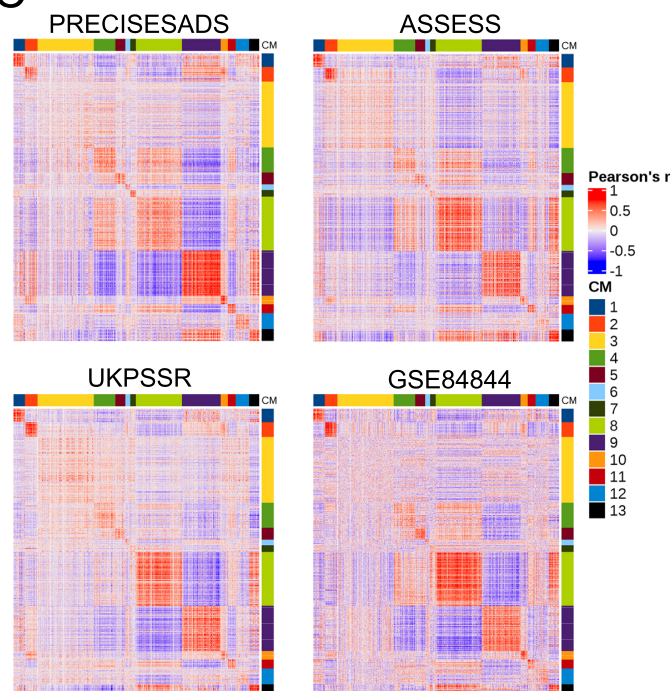 PRECISESADS
ASSESS
CM
CM
Pearson's r
1
0.5
0
-0.5
-1
CM
1
2
3
4
5
6
7
8
9
10
11
12
13
UKPSSR
GSE84844
CM
CM